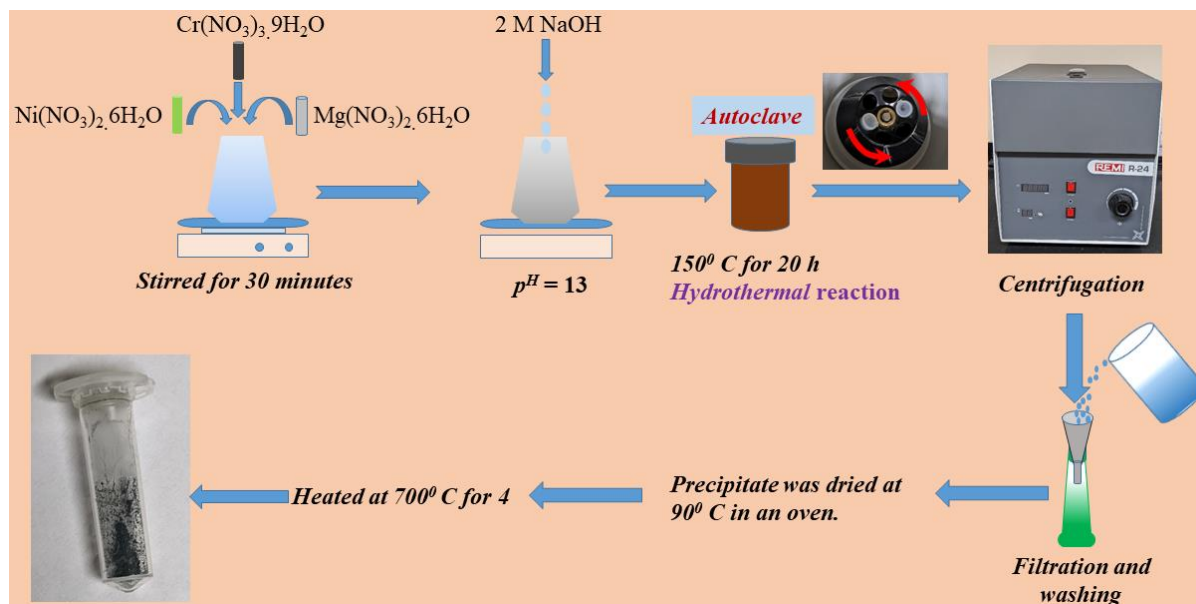 Cr(NO₃)₃.9H₂O
Ni(NO₃)₂.6H₂O
Mg(NO₃)₂.6H₂O
Stirred for 30 minutes
2 M NaOH
pᴴ = 13
Autoclave
150⁰ C for 20 h
Hydrothermal reaction
REMI R-24
Centrifugation
Filtration and
washing
Precipitate was dried at
90⁰ C in an oven.
Heated at 700⁰ C for 4